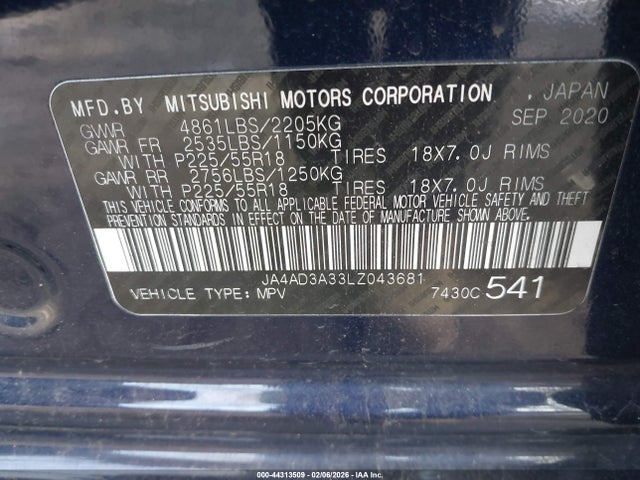 MFD.BY MITSUBISHI MOTORS CORPORATION , JAPAN
GVWR 4861LBS/2205KG SEP 2020
GAWR FR 2535LBS/1150KG
WITH P225/55R18 TIRES 18X7.0J RIMS
GAWR RR 2756LBS/1250KG
WITH P225/55R18 TIRES 18X7.0J RIMS
THIS VEHICLE CONFORMS TO ALL APPLICABLE FEDERAL MOTOR VEHICLE SAFETY AND THEFT
PREVENTION STANDARDS IN EFFECT ON THE DATE OF MANUFACTURE SHOWN ABOVE.
JA4AD3A33LZ043681
VEHICLE TYPE: MPV 7430C 541
000-44313509 - 02/06/2026 - IAA Inc.